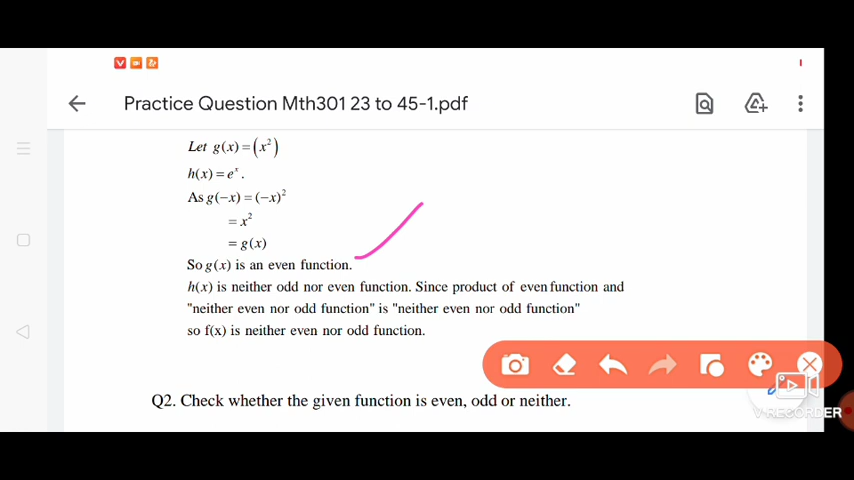 Practice Question Mth301 23 to 45-1.pdf
Let g(x) = (x²)
h(x) = eˣ.
As g(−x) = (−x)²
= x²
= g(x)
So g(x) is an even function.
h(x) is neither odd nor even function. Since product of even function and
"neither even nor odd function" is "neither even nor odd function"
so f(x) is neither even nor odd function.
Q2. Check whether the given function is even, odd or neither.
V-RECORDER